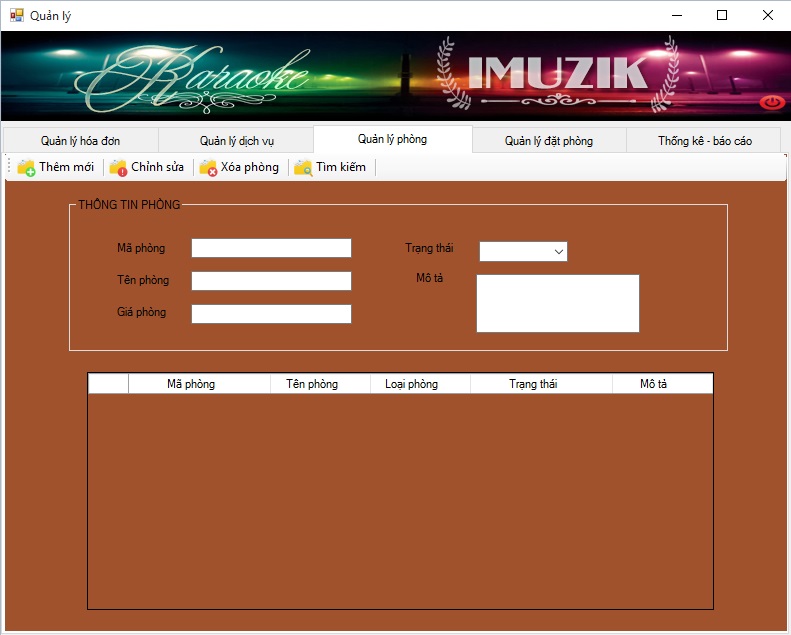 Quản lý
Karaoke IMUZIK
Quản lý hóa đơn Quản lý dịch vụ Quản lý phòng Quản lý đặt phòng Thống kê - báo cáo
Thêm mới Chỉnh sửa Xóa phòng Tìm kiếm
THÔNG TIN PHÒNG
Mã phòng Trạng thái
Tên phòng Mô tả
Giá phòng
Mã phòng Tên phòng Loại phòng Trạng thái Mô tả